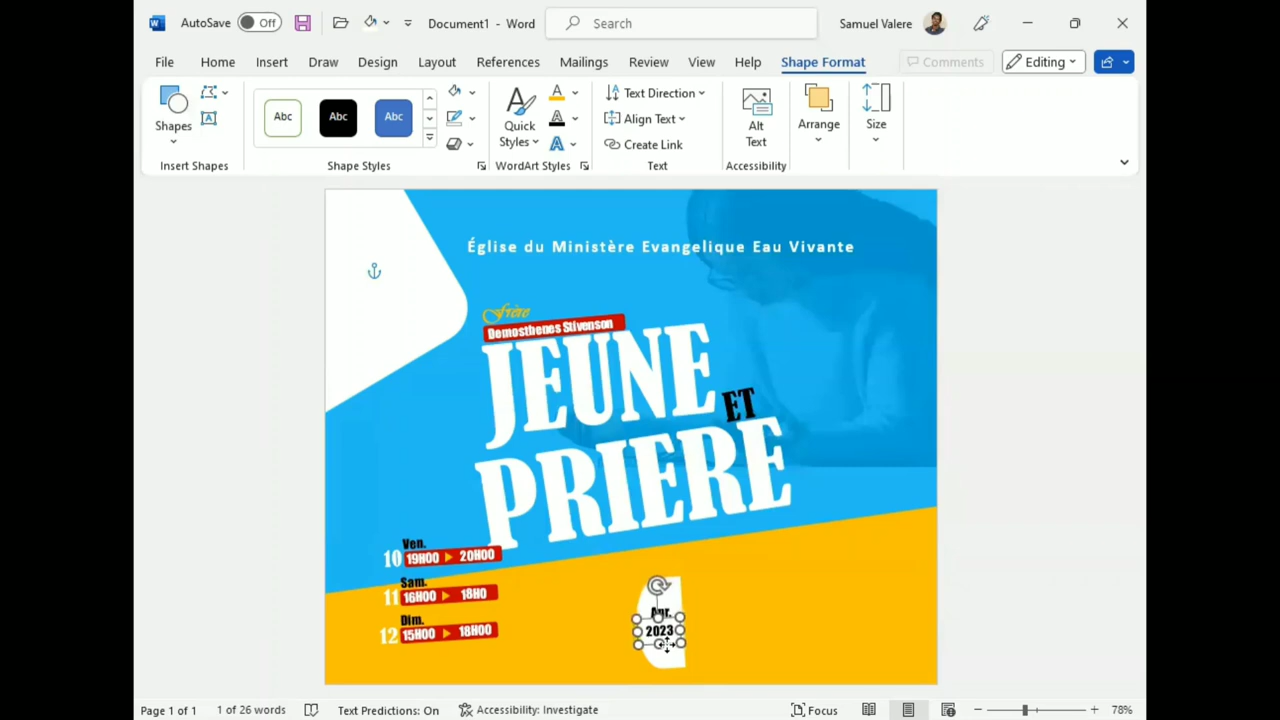 AutoSave Off Document1 - Word Search Samuel Valere
File Home Insert Draw Design Layout References Mailings Review View Help Shape Format Comments Editing
Shapes Abc Abc Abc Quick Styles Text Direction Align Text Create Link Alt Text Arrange Size
Insert Shapes Shape Styles WordArt Styles Text Accessibility
Église du Ministère Evangelique Eau Vivante
Frère
Demosthenes Stivenson
JEUNE
ET
PRIERE
Ven.
10 19H00 20H00
Sam.
11 16H00 18H0
Dim.
12 15H00 18H00
Apr.
2023
Page 1 of 1 1 of 26 words Text Predictions: On Accessibility: Investigate Focus 78%